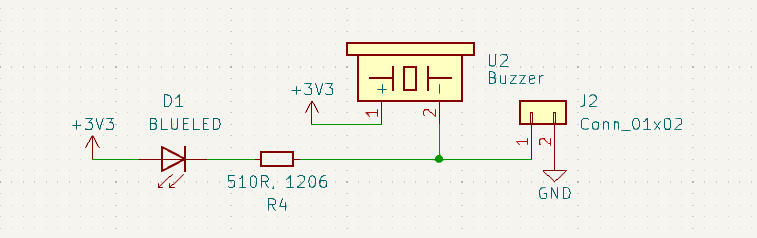 U2
Buzzer
+3V3
+
-
1
2
D1
BLUELED
+3V3
J2
Conn_01x02
1
2
510R, 1206
R4
GND